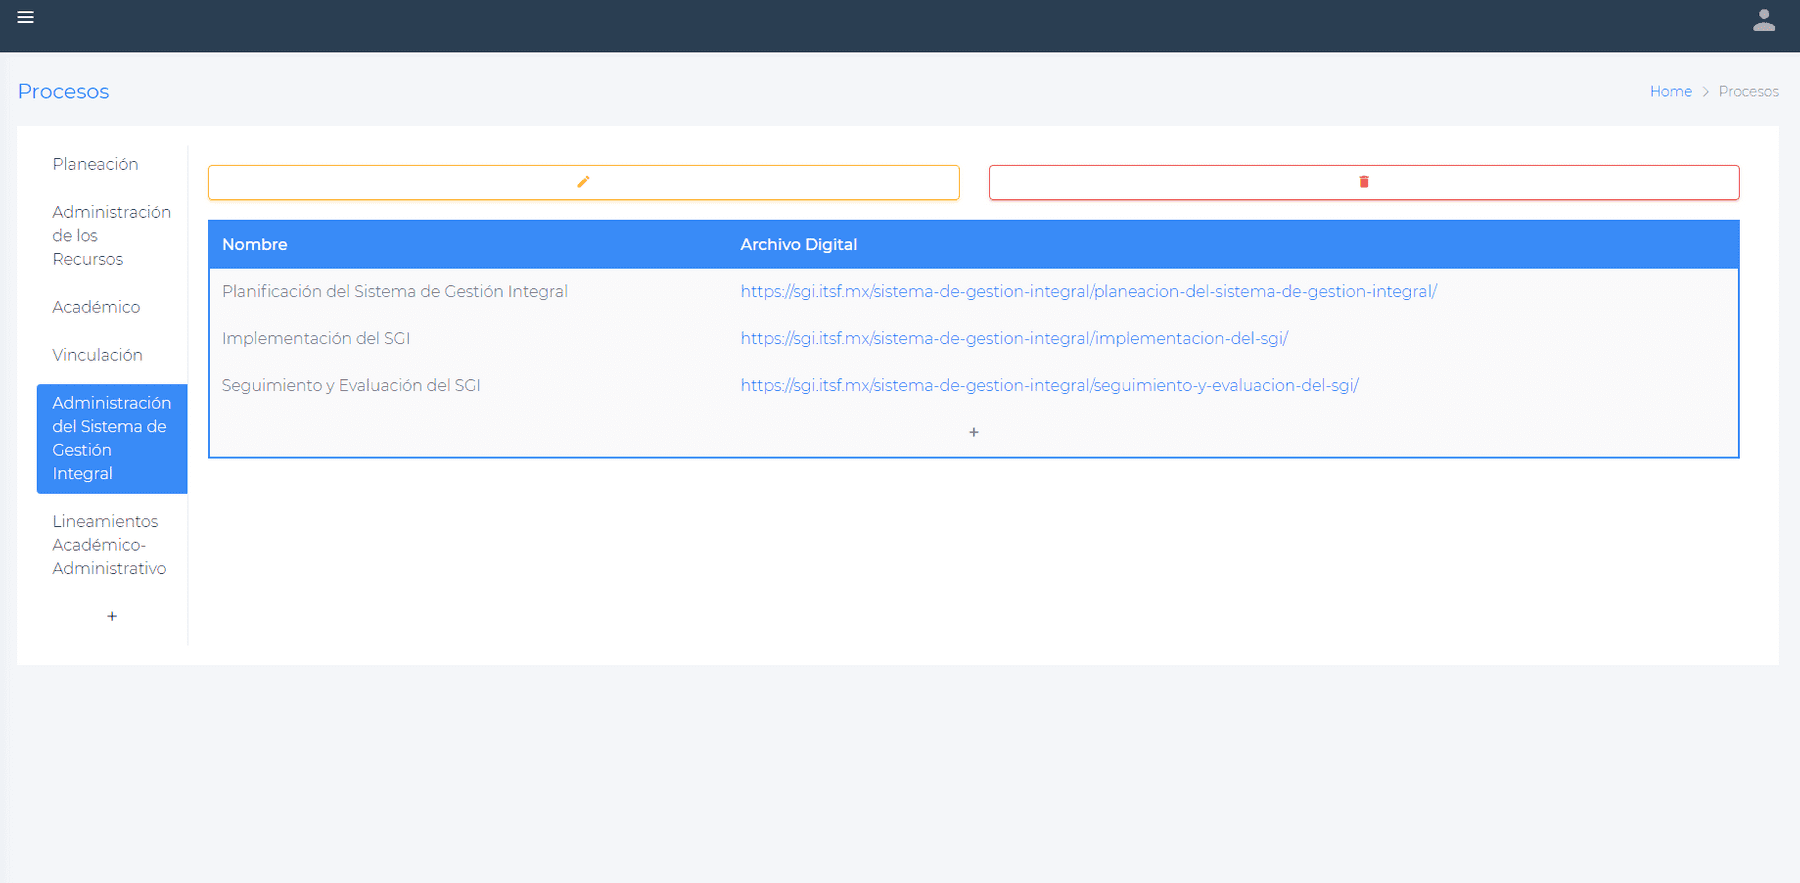 Procesos
Home > Procesos
Planeación
Administración
de los
Recursos
Académico
Vinculación
Administración
del Sistema de
Gestión
Integral
Lineamientos
Académico-
Administrativo
+
Nombre Archivo Digital
Planificación del Sistema de Gestión Integral https://sgi.itsf.mx/sistema-de-gestion-integral/planeacion-del-sistema-de-gestion-integral/
Implementación del SGI https://sgi.itsf.mx/sistema-de-gestion-integral/implementacion-del-sgi/
Seguimiento y Evaluación del SGI https://sgi.itsf.mx/sistema-de-gestion-integral/seguimiento-y-evaluacion-del-sgi/
+